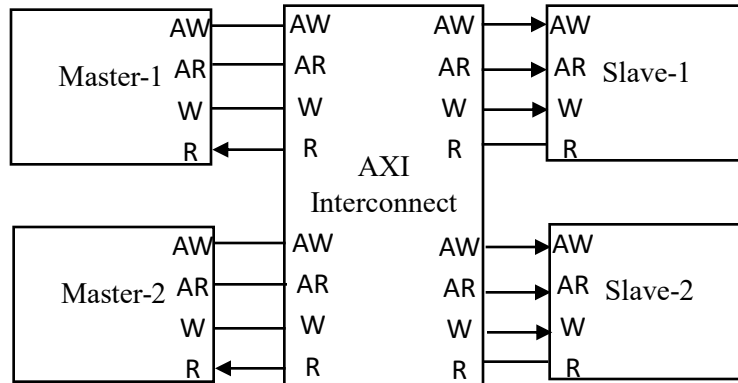 AW AW AW AW
Master-1 AR AR AR AR Slave-1
W W W W
R R R R
AXI
Interconnect
AW AW AW AW
Master-2 AR AR AR AR Slave-2
W W W W
R R R R